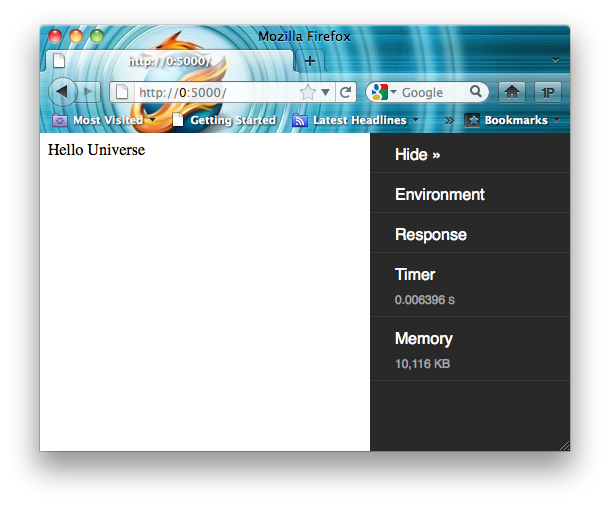 Mozilla Firefox
http://0:5000/
http://0:5000/ Google 1P
Most Visited Getting Started Latest Headlines » Bookmarks
Hello Universe
Hide »
Environment
Response
Timer
0.006396 s
Memory
10,116 KB